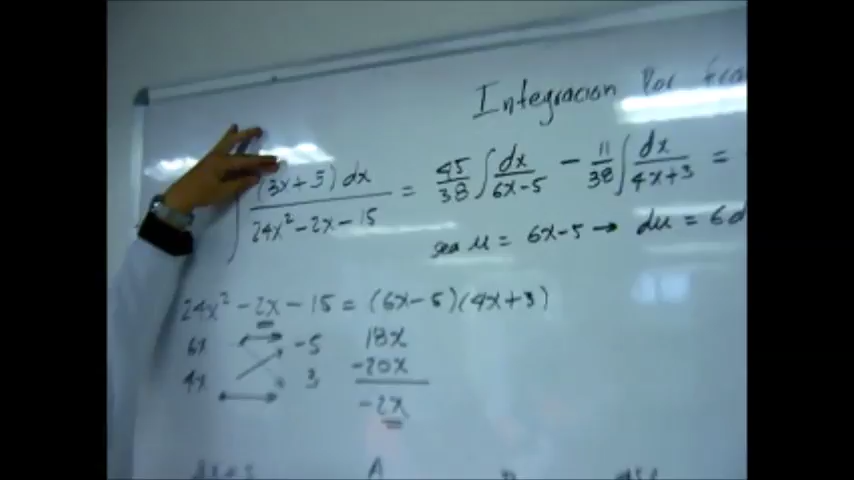 Integracion Por
∫ (3x+5)dx / 24x² - 2x - 15 = 45/38 ∫ dx/6x-5 - 11/38 ∫ dx/4x+3 =
sea u = 6x-5 → du = 6d
24x² - 2x - 15 = (6x-5)(4x+3)
6x -5 18x
4x 3 -20x
-2x
A